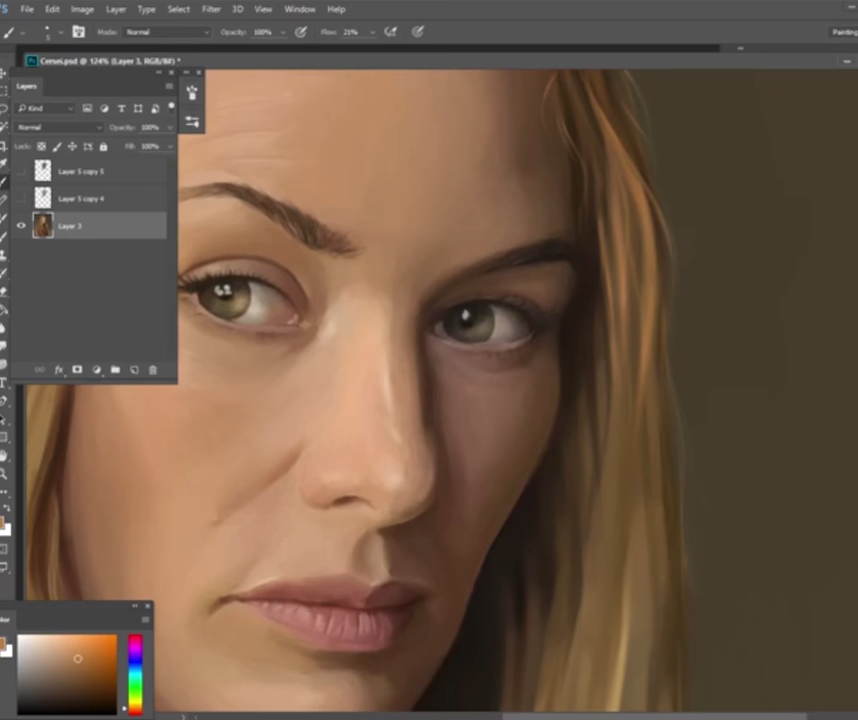 File Edit Image Layer Type Select Filter 3D View Window Help
Mode: Normal Opacity: 100% Flow: 21% Painting
Cersei.psd @ 124% (Layer 3, RGB/8#) *
Layers
Kind
Normal Opacity: 100%
Lock: Fill: 100%
Layer 5 copy 5
Layer 5 copy 4
Layer 3